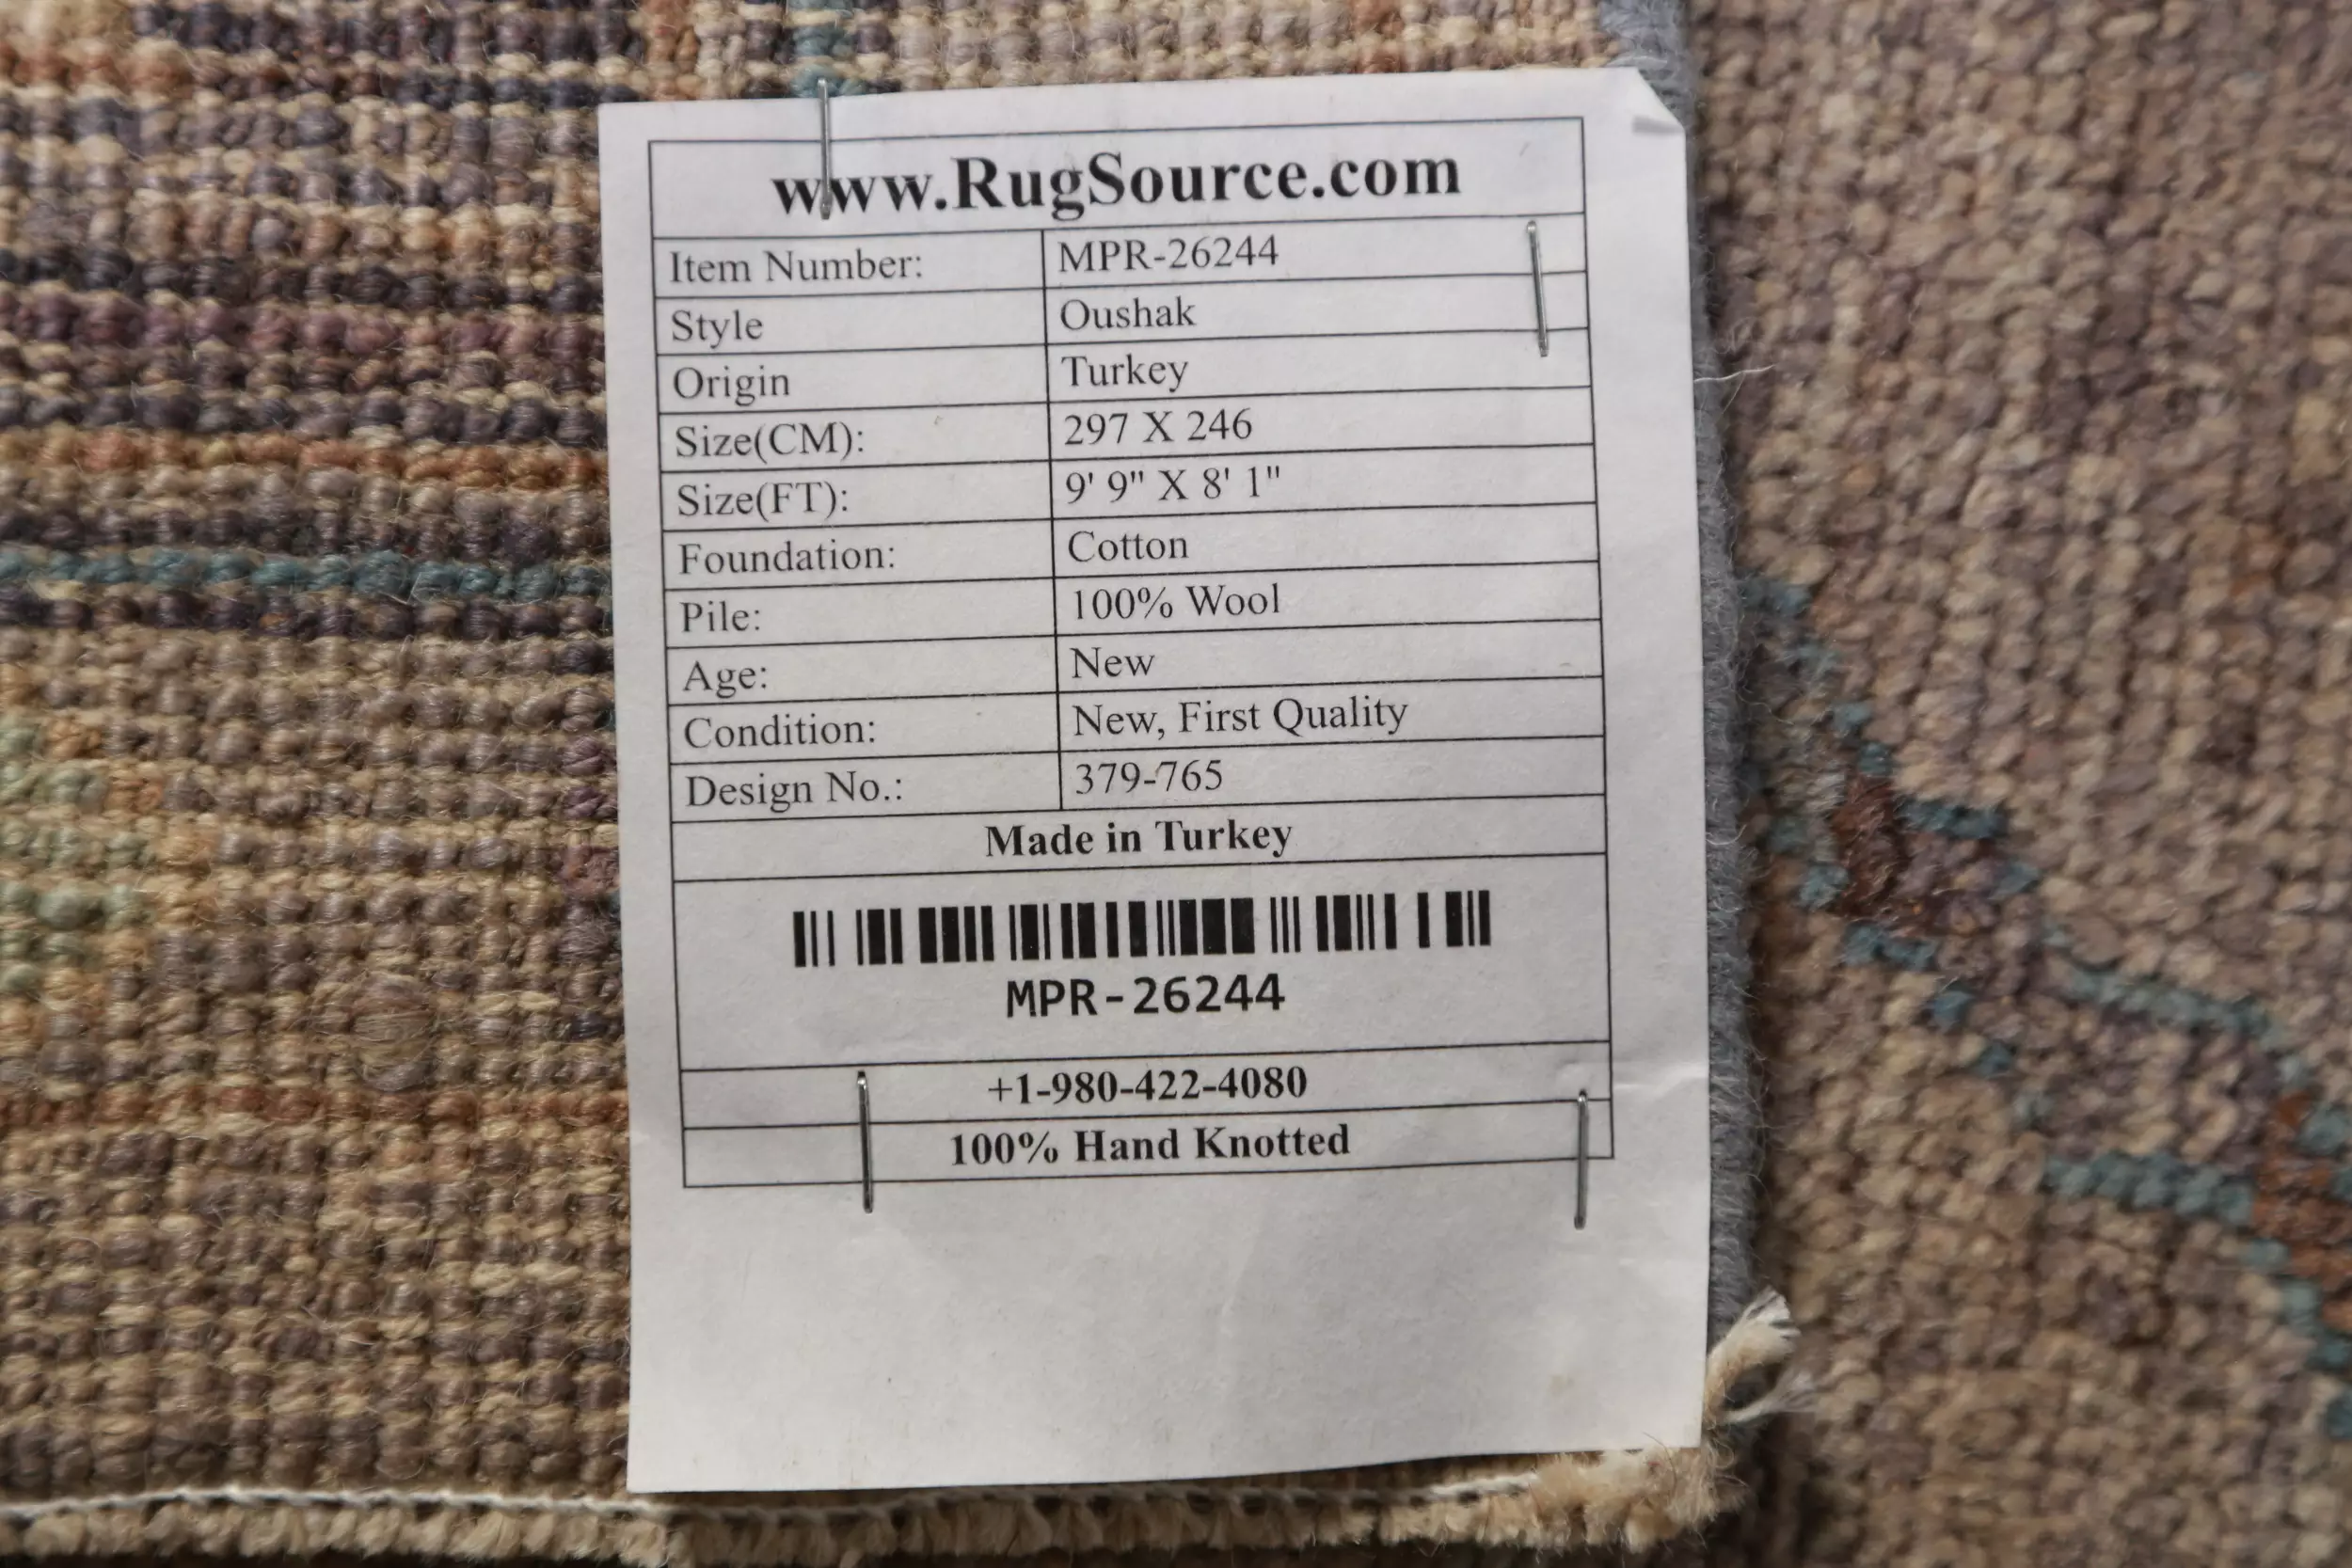 www.RugSource.com
Item Number: MPR-26244
Style Oushak
Origin Turkey
Size(CM): 297 X 246
Size(FT): 9' 9" X 8' 1"
Foundation: Cotton
Pile: 100% Wool
Age: New
Condition: New, First Quality
Design No.: 379-765
Made in Turkey
MPR-26244
+1-980-422-4080
100% Hand Knotted